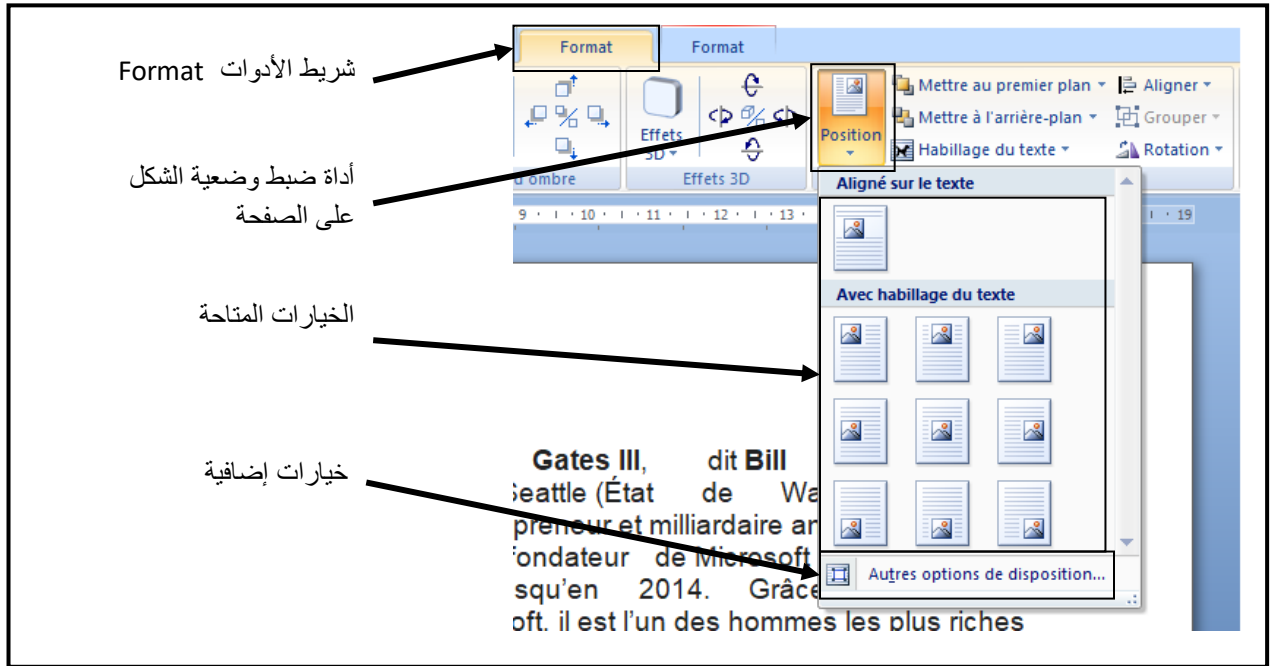 Format Format
شريط الأدوات Format
Mettre au premier plan Aligner
Mettre à l'arrière-plan Grouper
Position Habillage du texte Rotation
Effets 3D
d'ombre Effets 3D
أداة ضبط وضعية الشكل
على الصفحة
Aligné sur le texte
9 · 10 · 11 · 12 · 13 · 19
Avec habillage du texte
الخيارات المتاحة
Gates III, dit Bill
Seattle (État de Wa
خيارات إضافية
preneur et milliardaire an
fondateur de Microsoft
Autres options de disposition...
squ'en 2014. Grâce
oft. il est l'un des hommes les plus riches